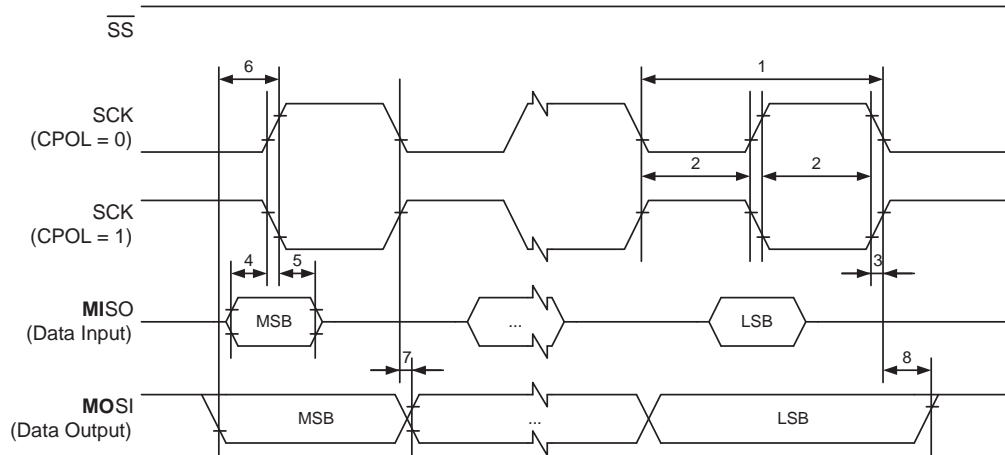 SS
6
1
SCK
(CPOL = 0)
2
2
SCK
(CPOL = 1)
4
5
3
MISO
(Data Input)
MSB
...
LSB
7
8
MOSI
(Data Output)
MSB
...
LSB